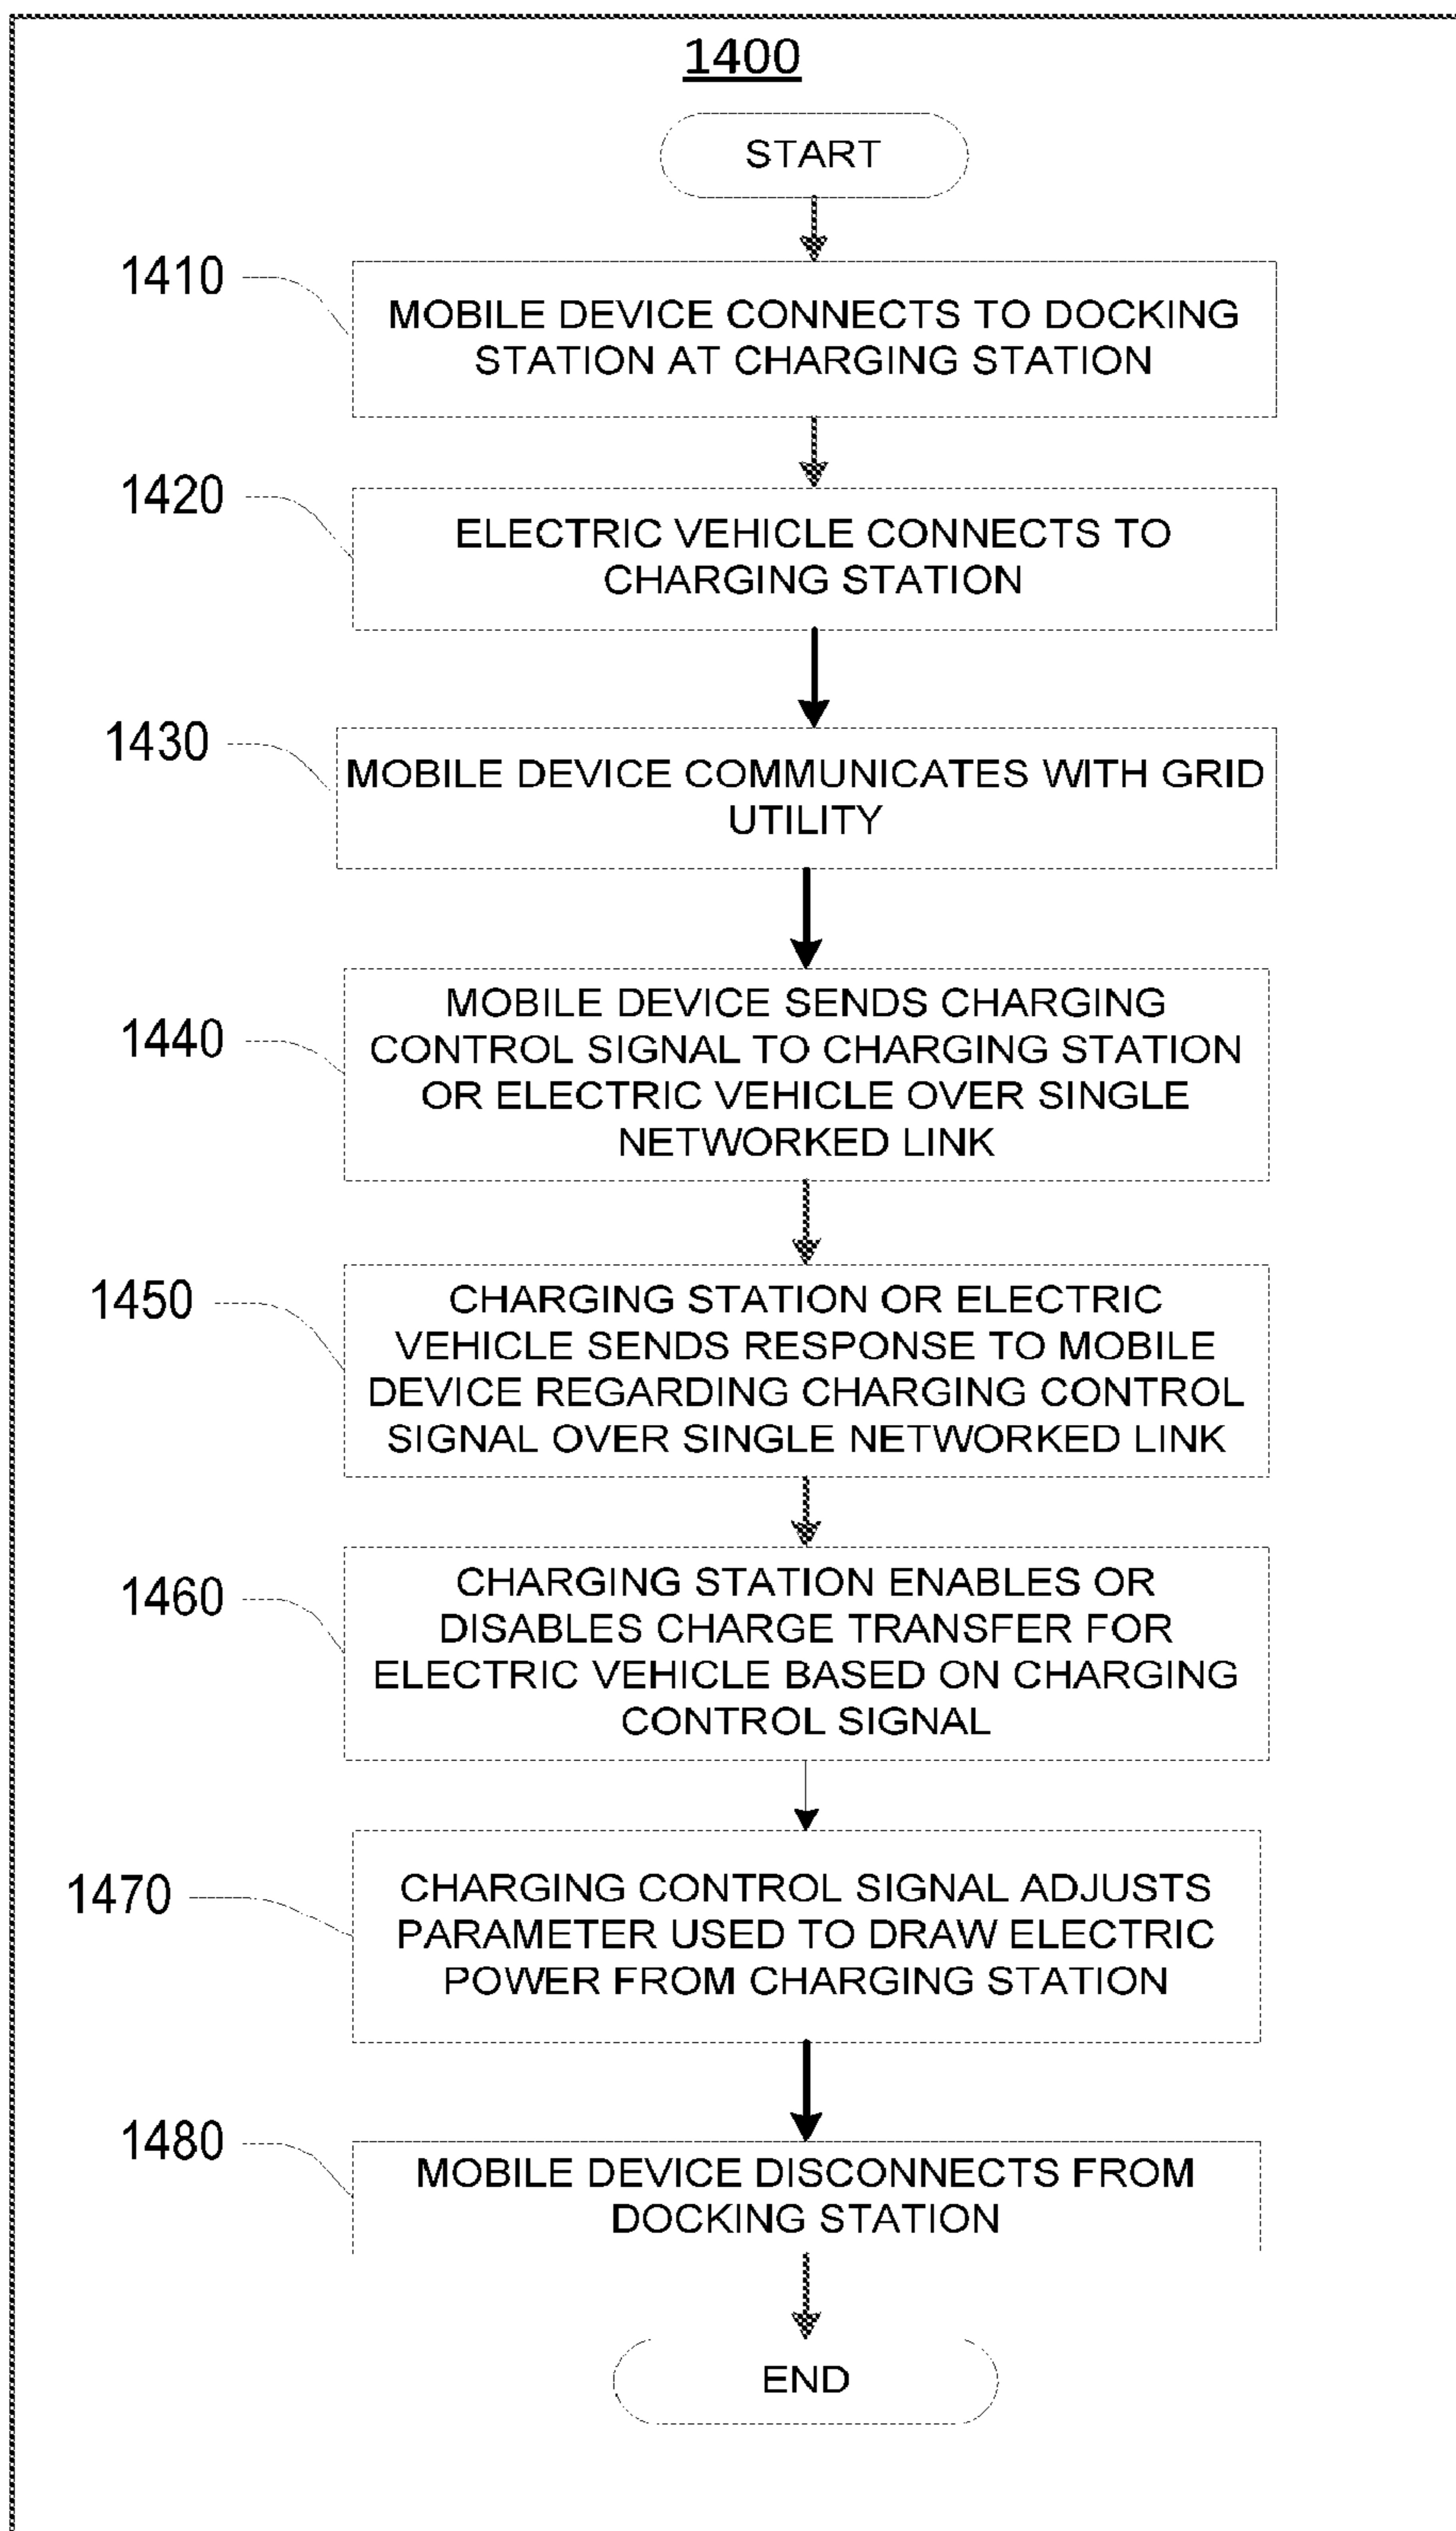 1400
START
1410
MOBILE DEVICE CONNECTS TO DOCKING
STATION AT CHARGING STATION
1420
ELECTRIC VEHICLE CONNECTS TO
CHARGING STATION
1430
MOBILE DEVICE COMMUNICATES WITH GRID
UTILITY
1440
MOBILE DEVICE SENDS CHARGING
CONTROL SIGNAL TO CHARGING STATION
OR ELECTRIC VEHICLE OVER SINGLE
NETWORKED LINK
1450
CHARGING STATION OR ELECTRIC
VEHICLE SENDS RESPONSE TO MOBILE
DEVICE REGARDING CHARGING CONTROL
SIGNAL OVER SINGLE NETWORKED LINK
1460
CHARGING STATION ENABLES OR
DISABLES CHARGE TRANSFER FOR
ELECTRIC VEHICLE BASED ON CHARGING
CONTROL SIGNAL
1470
CHARGING CONTROL SIGNAL ADJUSTS
PARAMETER USED TO DRAW ELECTRIC
POWER FROM CHARGING STATION
1480
MOBILE DEVICE DISCONNECTS FROM
DOCKING STATION
END